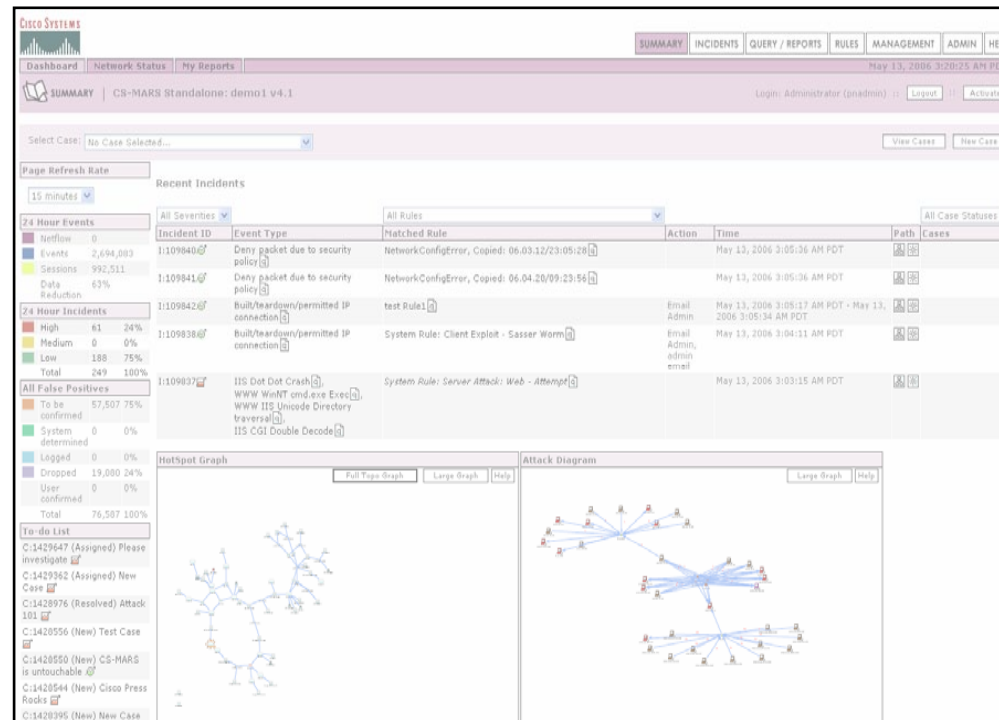 CISCO SYSTEMS
SUMMARY INCIDENTS QUERY / REPORTS RULES MANAGEMENT ADMIN HE
Dashboard Network Status My Reports May 13, 2006 3:20:25 AM PD
SUMMARY | CS-MARS Standalone: demo1 v4.1 Login: Administrator (pnadmin) :: Logout :: Activate
Select Case: No Case Selected... View Cases New Case
Page Refresh Rate
15 minutes
24 Hour Events
Netflow 0
Events 2,694,083
Sessions 992,511
Data Reduction 63%
24 Hour Incidents
High 61 24%
Medium 0 0%
Low 188 75%
Total 249 100%
All False Positives
To be confirmed 57,507 75%
System determined 0 0%
Logged 0 0%
Dropped 19,080 24%
User confirmed 0 0%
Total 76,587 100%
To-do List
C:1429647 (Assigned) Please
investigate
C:1429362 (Assigned) New
Case
C:1428976 (Resolved) Attack
101
C:1428556 (New) Test Case
C:1428550 (New) CS-MARS
is untouchable
C:1428544 (New) Cisco Press
Rocks
C:1428395 (New) New Case
Recent Incidents
All Severities All Rules All Case Statuses
Incident ID Event Type Matched Rule Action Time Path Cases
I:109840 Deny packet due to security policy q NetworkConfigError, Copied: 06.03.12/23:05:28 q May 13, 2006 3:05:36 AM PDT
I:109841 Deny packet due to security policy q NetworkConfigError, Copied: 06.04.20/09:23:56 q May 13, 2006 3:05:36 AM PDT
I:109842 Built/teardown/permitted IP connection q test Rule1 q Email Admin May 13, 2006 3:05:17 AM PDT - May 13, 2006 3:05:34 AM PDT
I:109838 Built/teardown/permitted IP connection q System Rule: Client Exploit - Sasser Worm q Email Admin, admin email May 13, 2006 3:04:11 AM PDT
I:109837 IIS Dot Dot Crash q, WWW WinNT cmd.exe Exec q, WWW IIS Unicode Directory traversal q, IIS CGI Double Decode q System Rule: Server Attack: Web - Attempt q May 13, 2006 3:03:15 AM PDT
HotSpot Graph
Full Topo Graph Large Graph Help
Attack Diagram
Large Graph Help